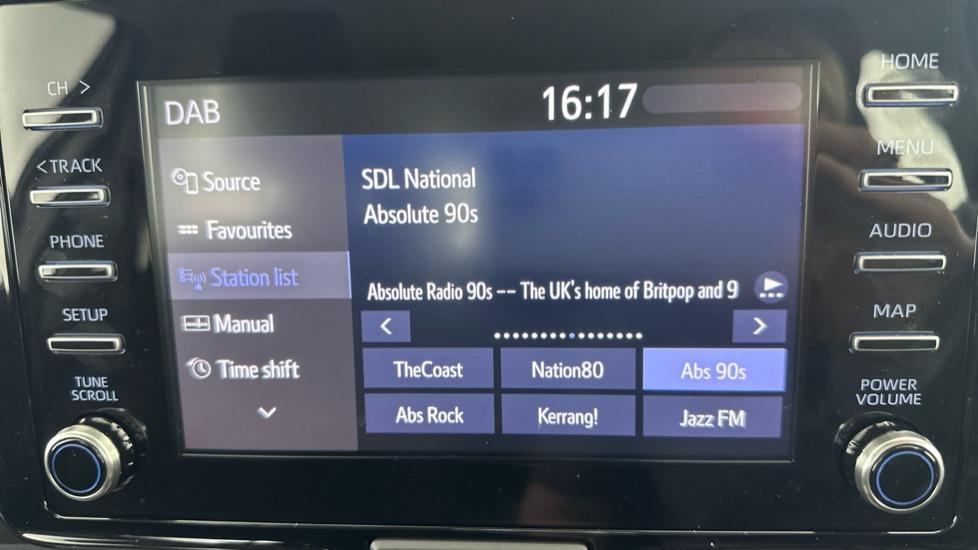 CH >
<TRACK
PHONE
SETUP
TUNE
SCROLL
DAB
16:17
Source
Favourites
Station list
Manual
Time shift
SDL National
Absolute 90s
Absolute Radio 90s -- The UK's home of Britpop and 9
<
>
TheCoast
Nation80
Abs 90s
Abs Rock
Kerrang!
Jazz FM
HOME
MENU
AUDIO
MAP
POWER
VOLUME